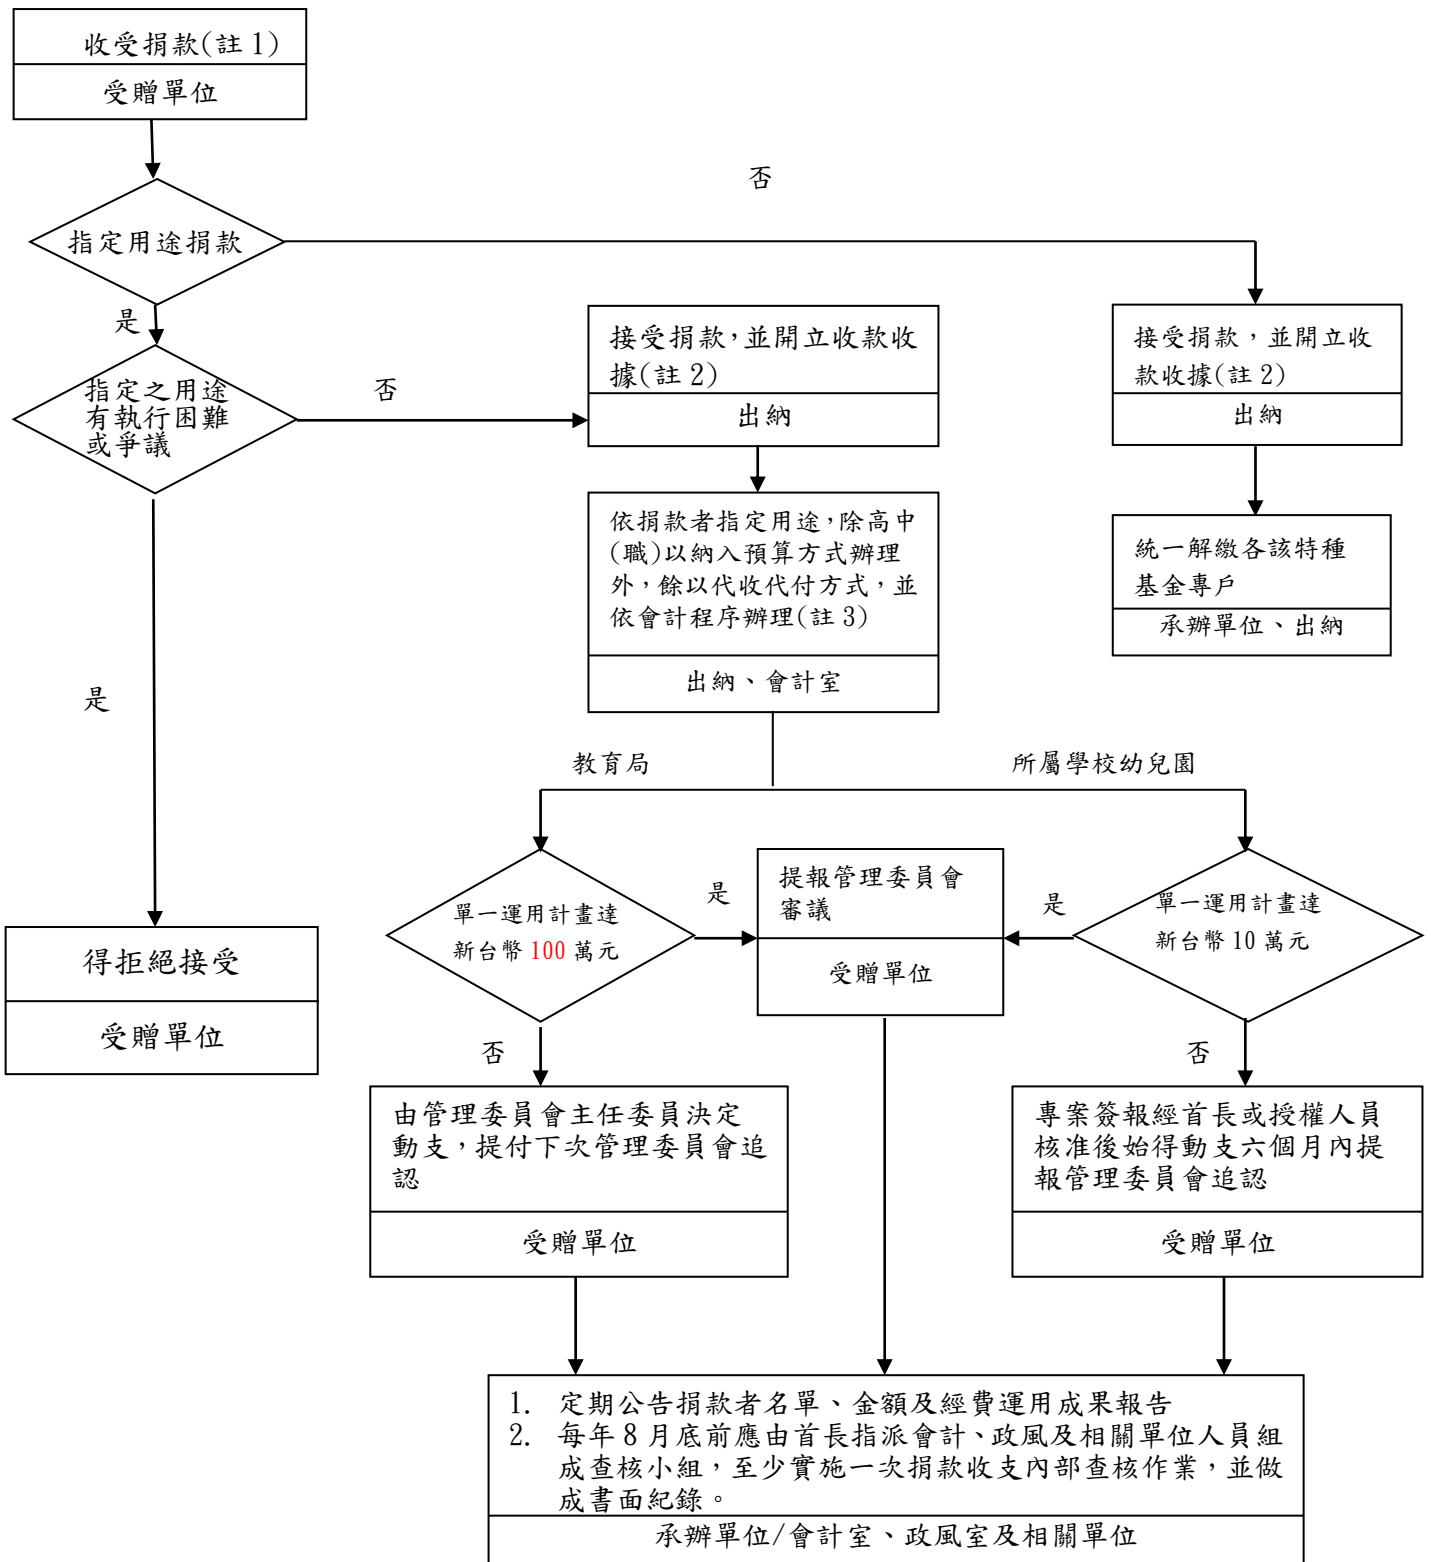 收受捐款(註 1)
受贈單位
否
指定用途捐款
是
指定之用途
有執行困難
或爭議
否
接受捐款,並開立收款收
據(註 2)
出納
接受捐款，並開立收
款收據(註 2)
出納
依捐款者指定用途,除高中
(職)以納入預算方式辦理
外，餘以代收代付方式，並
依會計程序辦理(註 3)
出納、會計室
統一解繳各該特種
基金專戶
承辦單位、出納
是
教育局
所屬學校幼兒園
單一運用計畫達
新台幣 100 萬元
是
提報管理委員會
審議
受贈單位
是
單一運用計畫達
新台幣 10 萬元
得拒絕接受
受贈單位
否
否
由管理委員會主任委員決定
動支，提付下次管理委員會追
認
受贈單位
專案簽報經首長或授權人員
核准後始得動支六個月內提
報管理委員會追認
受贈單位
1. 定期公告捐款者名單、金額及經費運用成果報告
2. 每年 8 月底前應由首長指派會計、政風及相關單位人員組
成查核小組，至少實施一次捐款收支內部查核作業，並做
成書面紀錄。
承辦單位/會計室、政風室及相關單位